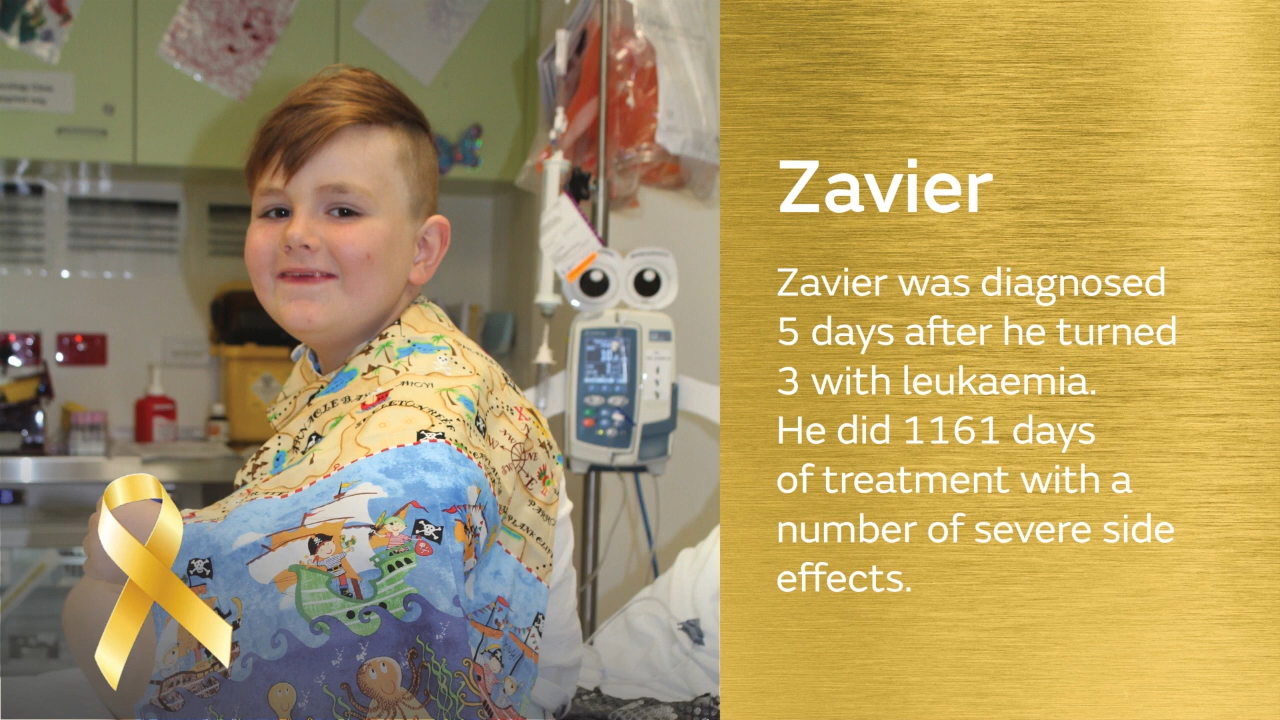 Zavier
Zavier was diagnosed
5 days after he turned
3 with leukaemia.
He did 1161 days
of treatment with a
number of severe side
effects.